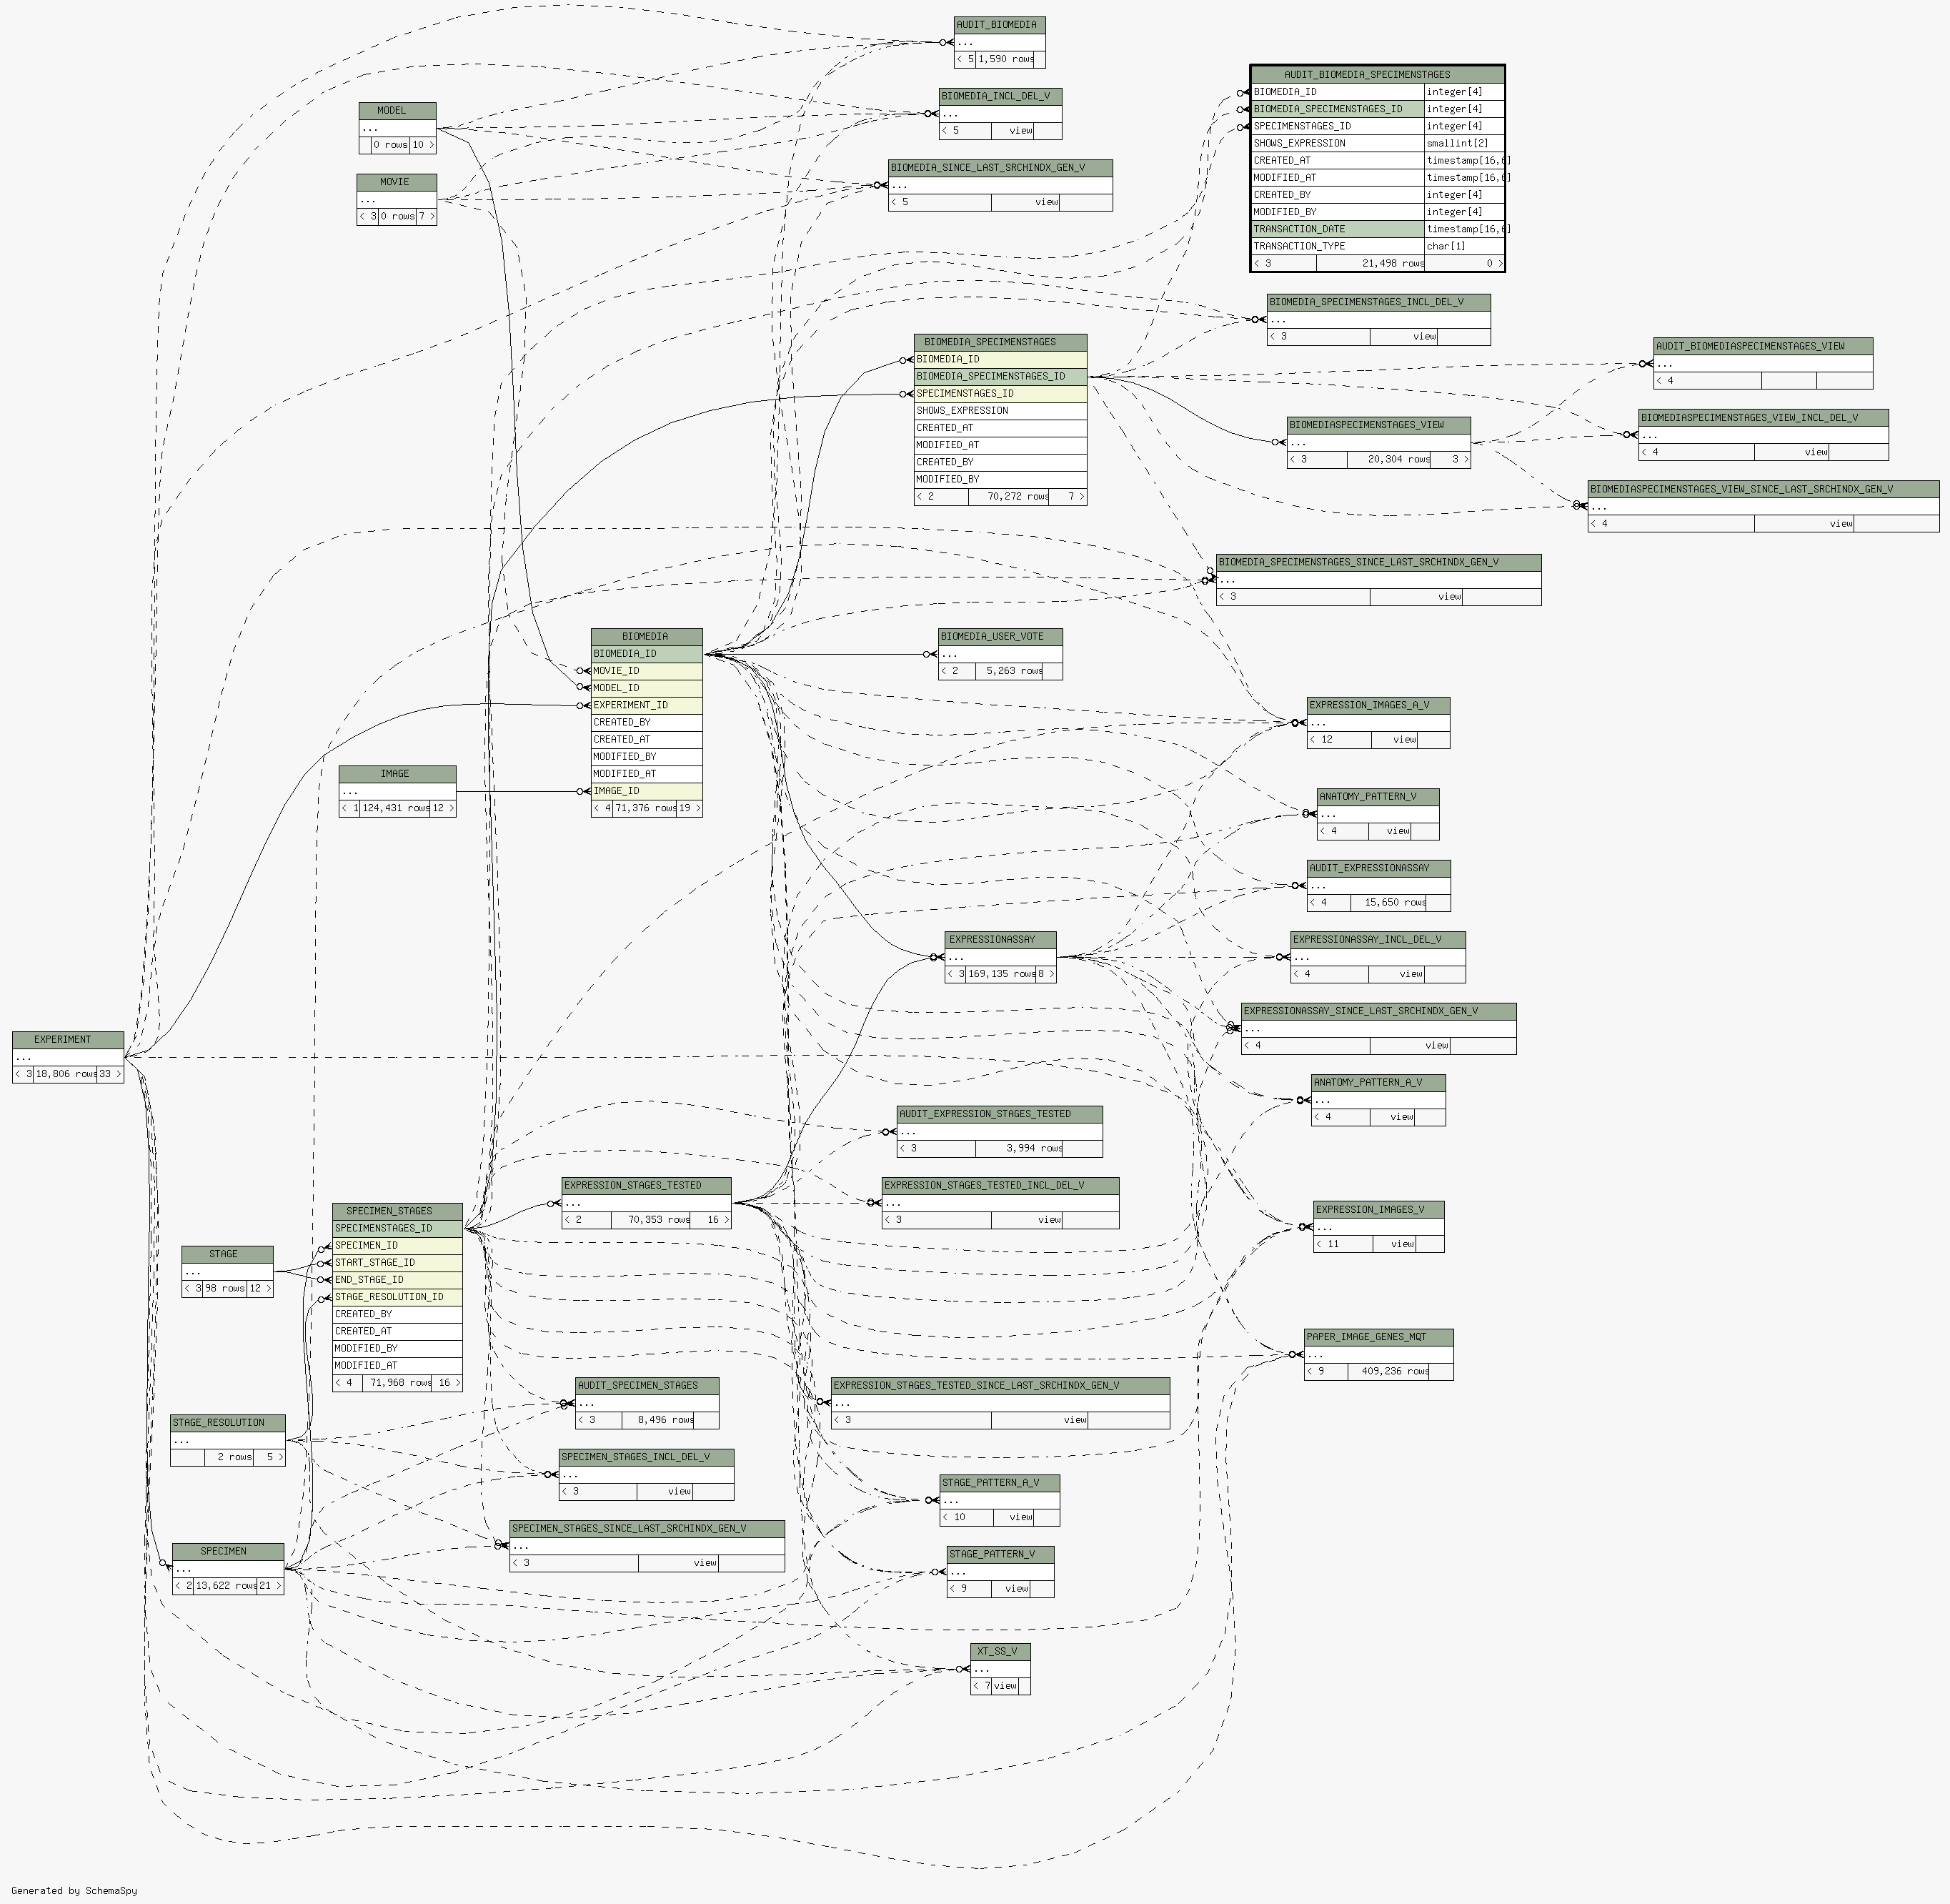 AUDIT_BIOMEDIA
...
< 5 1,590 rows
AUDIT_BIOMEDIA_SPECIMENSTAGES
BIOMEDIA_ID integer[4]
BIOMEDIA_SPECIMENSTAGES_ID integer[4]
SPECIMENSTAGES_ID integer[4]
SHOWS_EXPRESSION smallint[2]
CREATED_AT timestamp[16,6]
MODIFIED_AT timestamp[16,6]
CREATED_BY integer[4]
MODIFIED_BY integer[4]
TRANSACTION_DATE timestamp[16,6]
TRANSACTION_TYPE char[1]
< 3 21,498 rows 0 >
BIOMEDIA_INCL_DEL_V
...
< 5 view
MODEL
...
0 rows 10 >
BIOMEDIA_SINCE_LAST_SRCHINDX_GEN_V
...
< 5 view
MOVIE
...
< 3 0 rows 7 >
BIOMEDIA_SPECIMENSTAGES_INCL_DEL_V
...
< 3 view
BIOMEDIA_SPECIMENSTAGES
BIOMEDIA_ID
BIOMEDIA_SPECIMENSTAGES_ID
SPECIMENSTAGES_ID
SHOWS_EXPRESSION
CREATED_AT
MODIFIED_AT
CREATED_BY
MODIFIED_BY
< 2 70,272 rows 7 >
AUDIT_BIOMEDIASPECIMENSTAGES_VIEW
...
< 4
BIOMEDIASPECIMENSTAGES_VIEW
...
< 3 20,304 rows 3 >
BIOMEDIASPECIMENSTAGES_VIEW_INCL_DEL_V
...
< 4 view
BIOMEDIASPECIMENSTAGES_VIEW_SINCE_LAST_SRCHINDX_GEN_V
...
< 4 view
BIOMEDIA_SPECIMENSTAGES_SINCE_LAST_SRCHINDX_GEN_V
...
< 3 view
BIOMEDIA
BIOMEDIA_ID
MOVIE_ID
MODEL_ID
EXPERIMENT_ID
CREATED_BY
CREATED_AT
MODIFIED_BY
MODIFIED_AT
IMAGE_ID
< 4 71,376 rows 19 >
BIOMEDIA_USER_VOTE
...
< 2 5,263 rows
EXPRESSION_IMAGES_A_V
...
< 12 view
IMAGE
...
< 1 124,431 rows 12 >
ANATOMY_PATTERN_V
...
< 4 view
AUDIT_EXPRESSIONASSAY
...
< 4 15,650 rows
EXPRESSIONASSAY
...
< 3 169,135 rows 8 >
EXPRESSIONASSAY_INCL_DEL_V
...
< 4 view
EXPRESSIONASSAY_SINCE_LAST_SRCHINDX_GEN_V
...
< 4 view
EXPERIMENT
...
< 3 18,806 rows 33 >
ANATOMY_PATTERN_A_V
...
< 4 view
AUDIT_EXPRESSION_STAGES_TESTED
...
< 3 3,994 rows
EXPRESSION_STAGES_TESTED
...
< 2 70,353 rows 16 >
EXPRESSION_STAGES_TESTED_INCL_DEL_V
...
< 3 view
EXPRESSION_IMAGES_V
...
< 11 view
SPECIMEN_STAGES
SPECIMENSTAGES_ID
SPECIMEN_ID
START_STAGE_ID
END_STAGE_ID
STAGE_RESOLUTION_ID
CREATED_BY
CREATED_AT
MODIFIED_BY
MODIFIED_AT
< 4 71,968 rows 16 >
STAGE
...
< 3 98 rows 12 >
PAPER_IMAGE_GENES_MQT
...
< 9 409,236 rows
AUDIT_SPECIMEN_STAGES
...
< 3 8,496 rows
EXPRESSION_STAGES_TESTED_SINCE_LAST_SRCHINDX_GEN_V
...
< 3 view
STAGE_RESOLUTION
...
2 rows 5 >
SPECIMEN_STAGES_INCL_DEL_V
...
< 3 view
STAGE_PATTERN_A_V
...
< 10 view
SPECIMEN_STAGES_SINCE_LAST_SRCHINDX_GEN_V
...
< 3 view
SPECIMEN
...
< 2 13,622 rows 21 >
STAGE_PATTERN_V
...
< 9 view
XT_SS_V
...
< 7 view
Generated by SchemaSpy